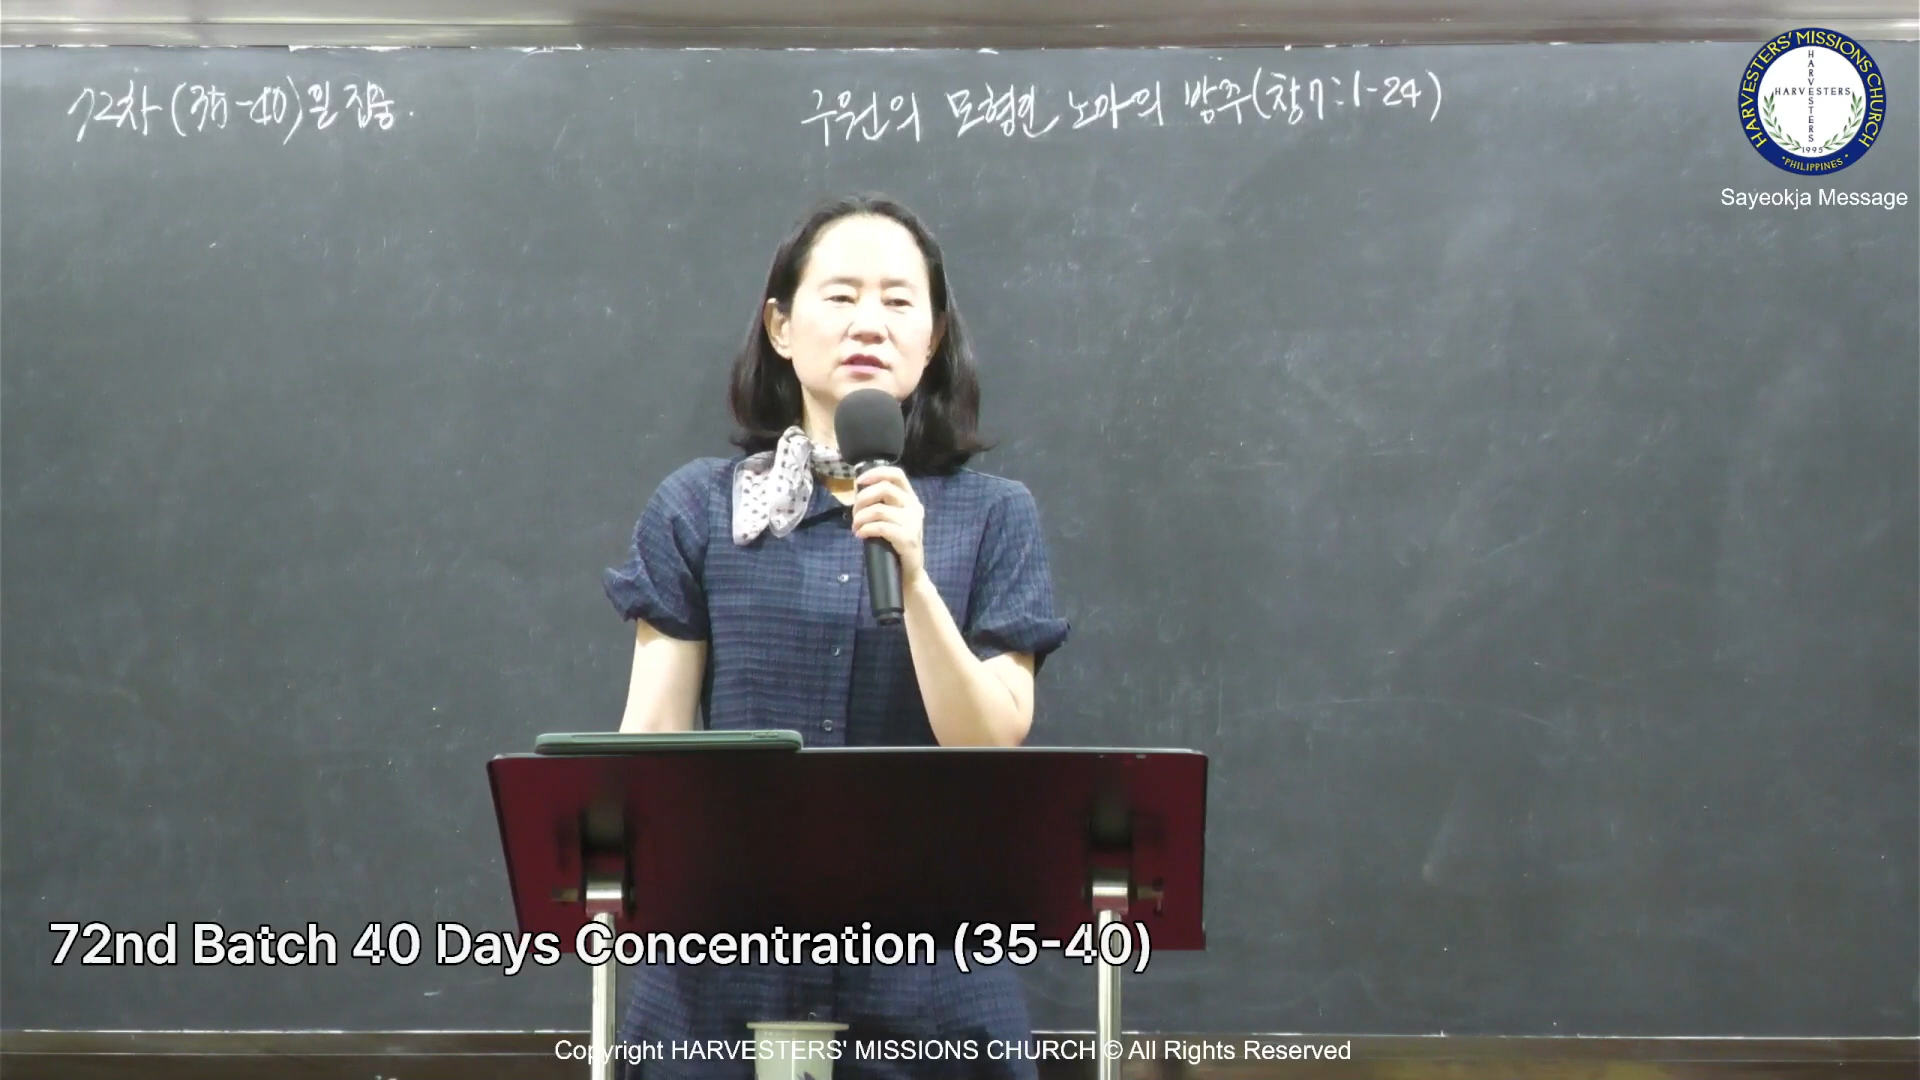 72차 (35-40)일 집중.
구원의 모형인 노아의 방주(창7:1-24)
HARVESTERS' MISSIONS CHURCH
HARVESTERS
HARVESTERS
1995
•PHILIPPINES•
Sayeokja Message
72nd Batch 40 Days Concentration (35-40)
Copyright HARVESTERS' MISSIONS CHURCH © All Rights Reserved